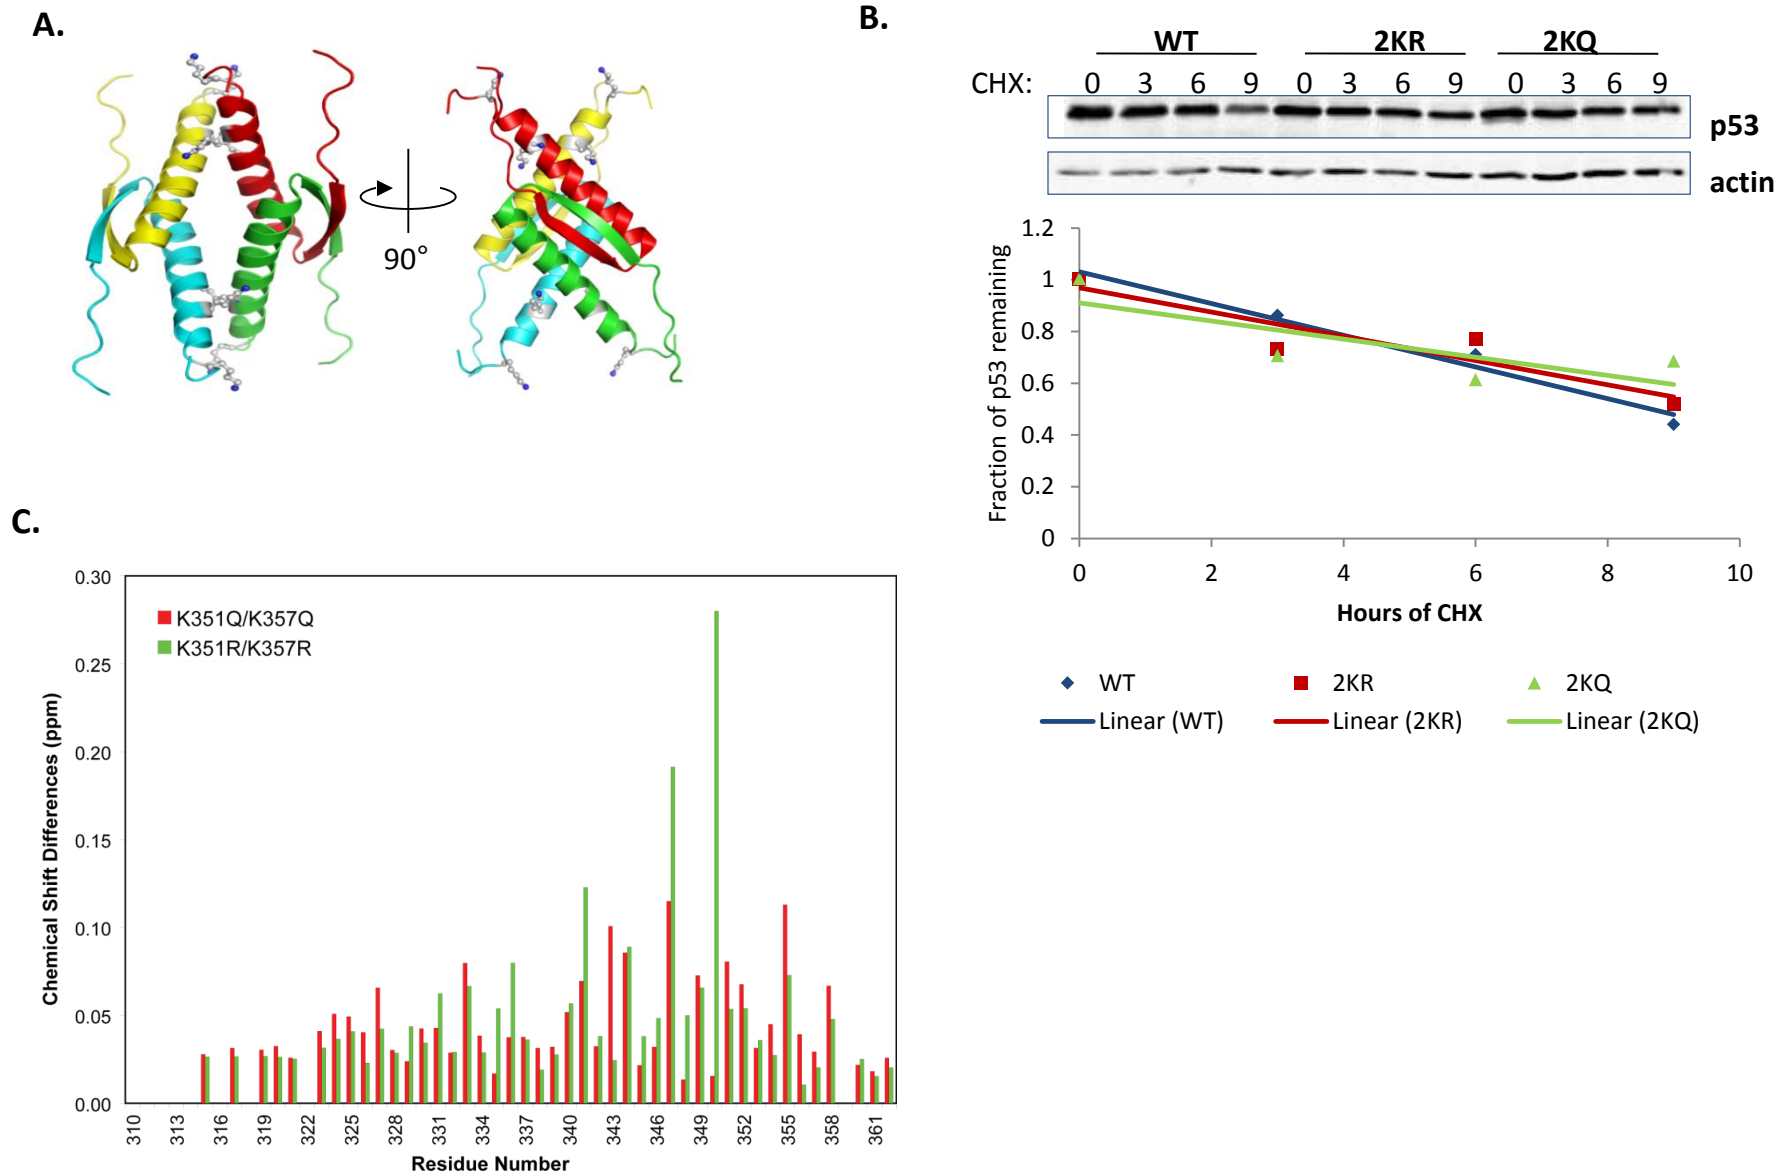 A.
90°
B.
WT 2KR 2KQ
CHX: 0 3 6 9 0 3 6 9 0 3 6 9
p53
actin
Fraction of p53 remaining
1.2
1
0.8
0.6
0.4
0.2
0
0 2 4 6 8 10
Hours of CHX
WT 2KR 2KQ
Linear (WT) Linear (2KR) Linear (2KQ)
C.
Chemical Shift Differences (ppm)
0.30
0.25
0.20
0.15
0.10
0.05
0.00
K351Q/K357Q
K351R/K357R
310 313 316 319 322 325 328 331 334 337 340 343 346 349 352 355 358 361
Residue Number